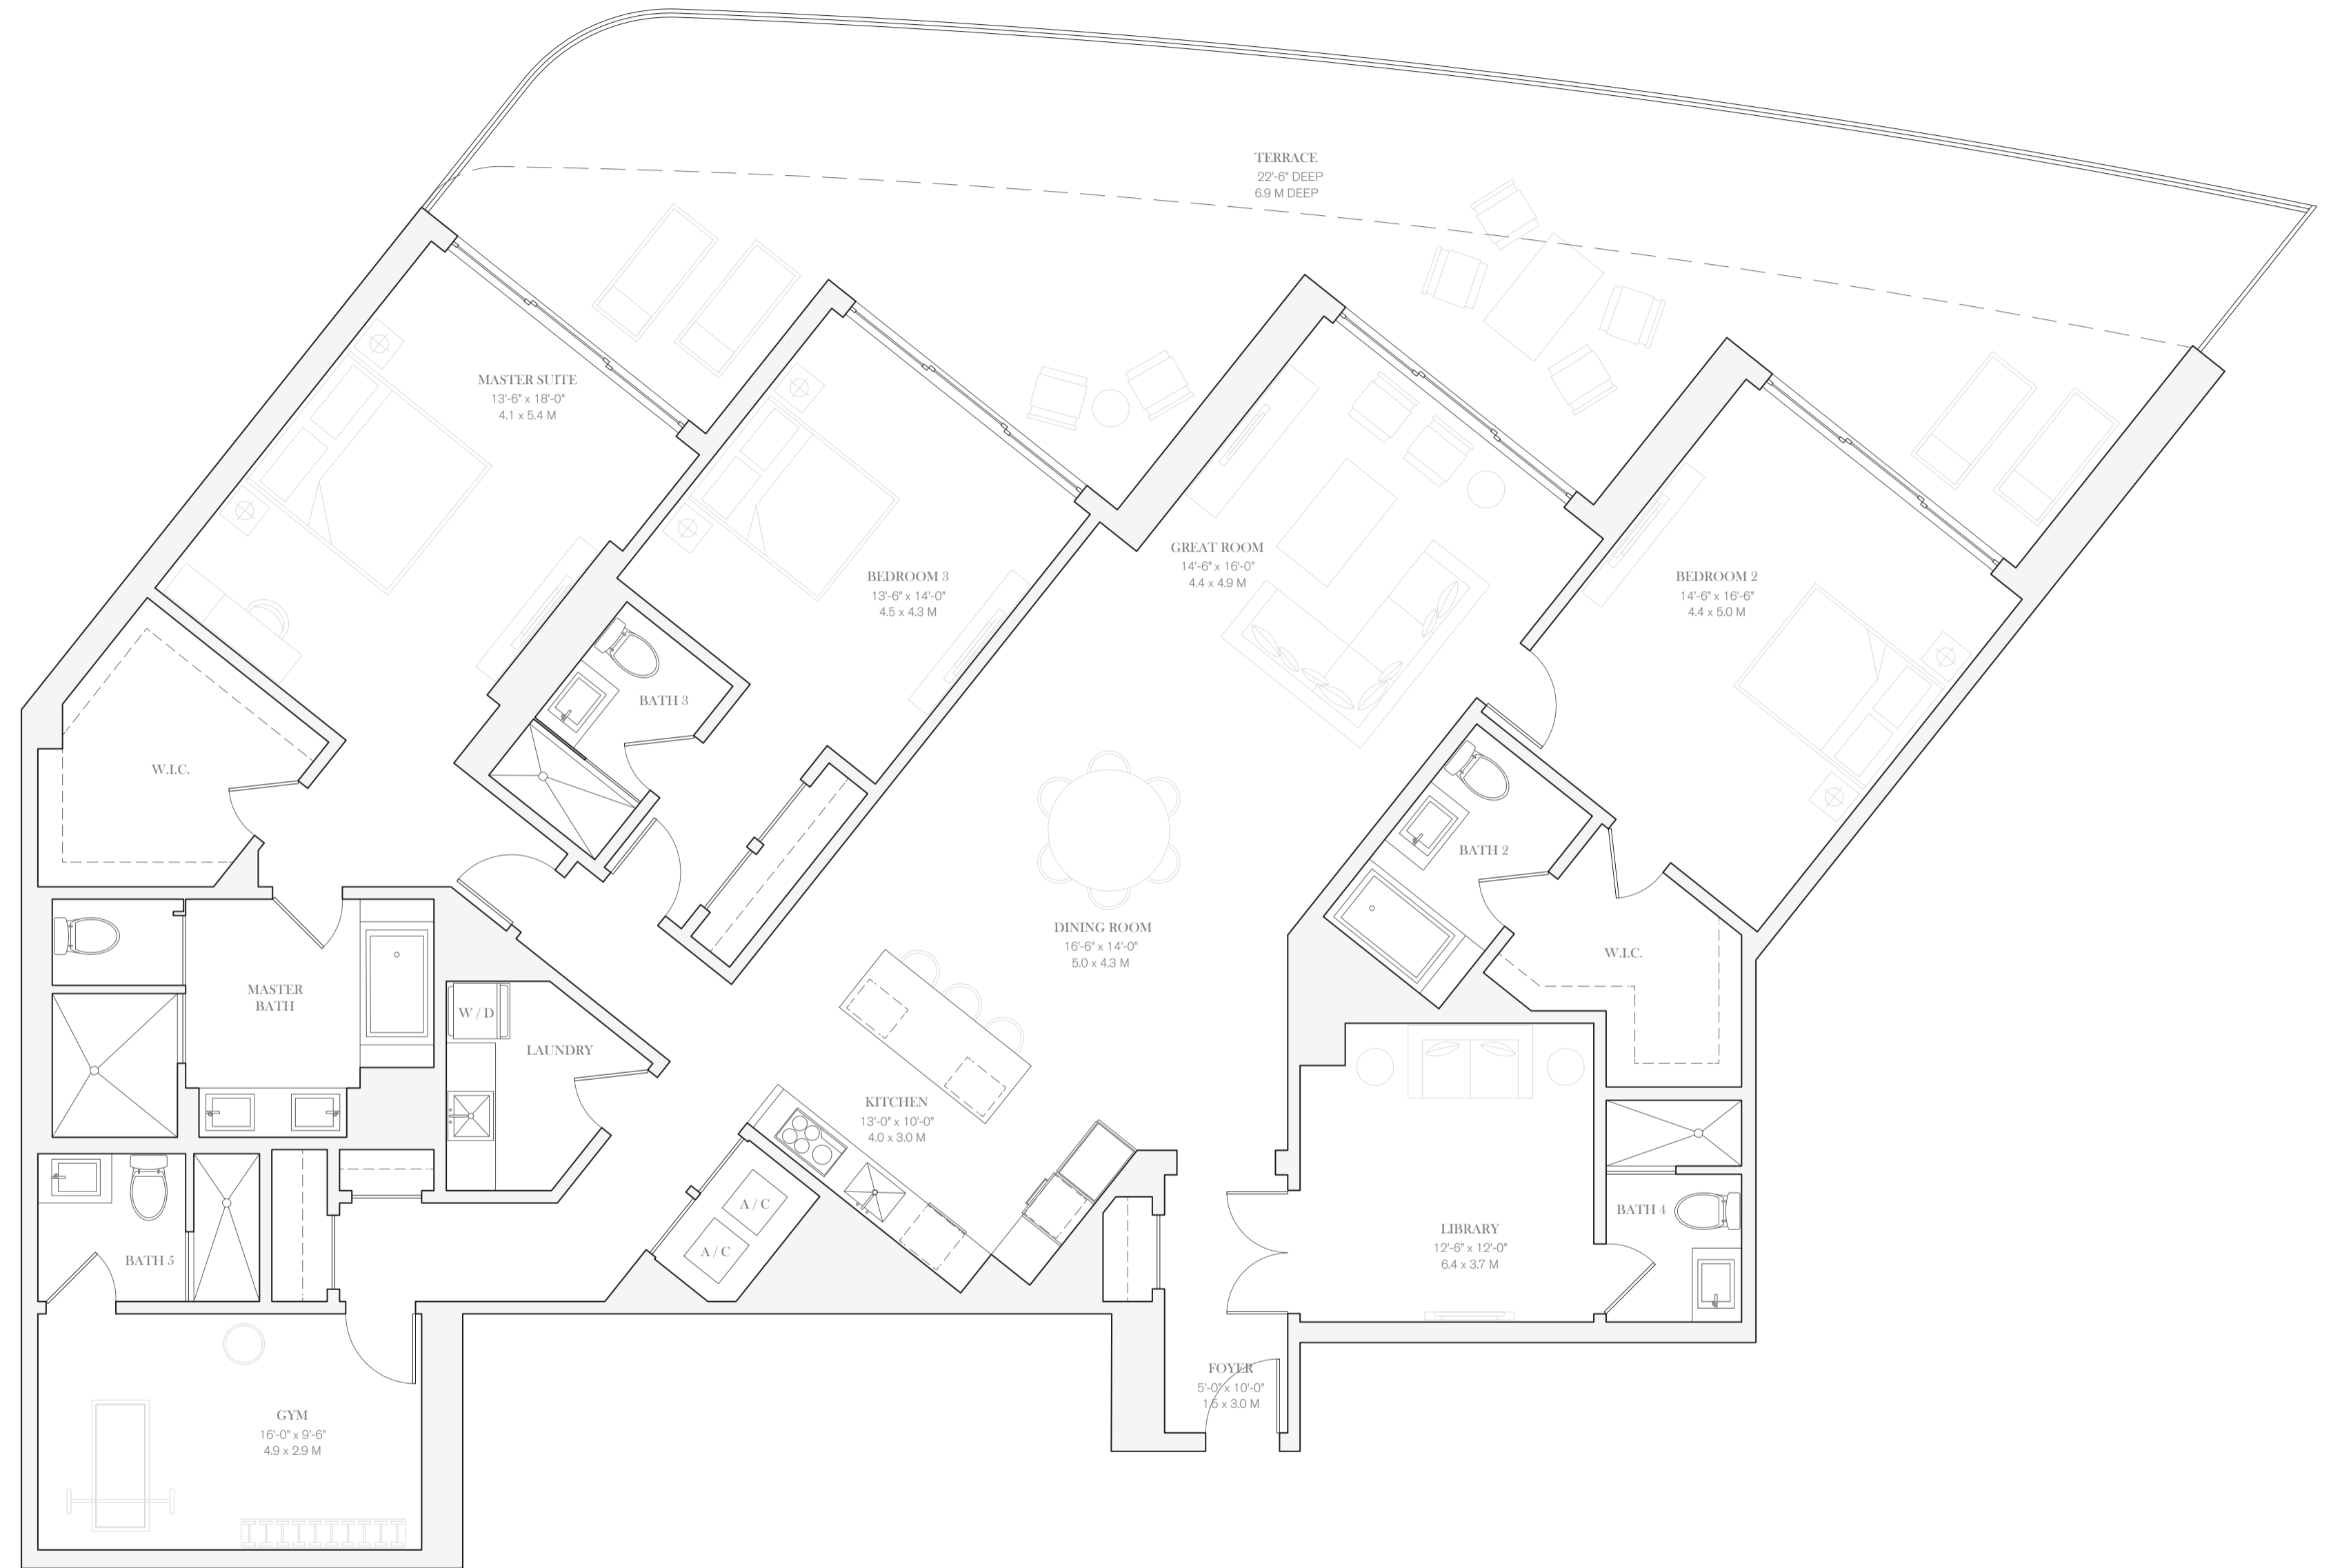 TERRACE
22'-6" DEEP
6.9 M DEEP
MASTER SUITE
13'-6" x 18'-0"
4.1 x 5.4 M
GREAT ROOM
14'-6" x 16'-0"
4.4 x 4.9 M
BEDROOM 3
13'-6" x 14'-0"
4.5 x 4.3 M
BEDROOM 2
14'-6" x 16'-6"
4.4 x 5.0 M
BATH 3
W.I.C.
BATH 2
DINING ROOM
16'-6" x 14'-0"
5.0 x 4.3 M
W.I.C.
MASTER
BATH
W / D
LAUNDRY
KITCHEN
13'-0" x 10'-0"
4.0 x 3.0 M
A / C
A / C
BATH 4
LIBRARY
12'-6" x 12'-0"
6.4 x 3.7 M
BATH 5
FOYER
5'-0" x 10'-0"
1.5 x 3.0 M
GYM
16'-0" x 9'-6"
4.9 x 2.9 M